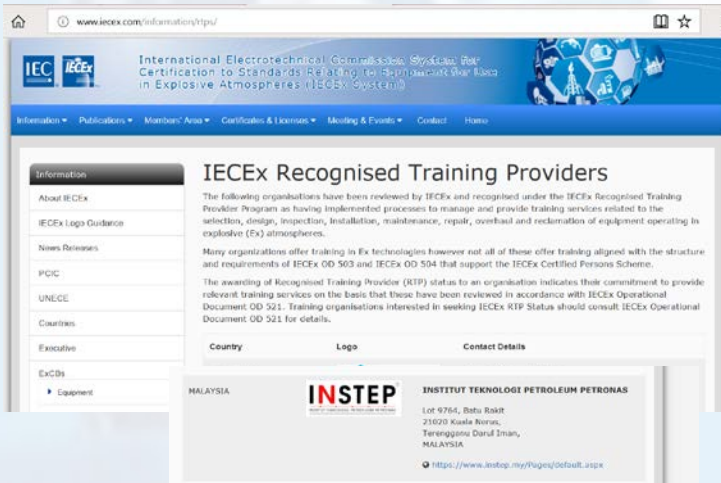 www.iecex.com/information/rtps/
IEC IECEx
International Electrotechnical Commission System for
Certification to Standards Relating to Equipment for Use
in Explosive Atmospheres (IECEx System)
Information Publications Members' Area Certificates & Licenses Meeting & Events Contact Home
Information
About IECEx
IECEx Logo Guidance
News Releases
PCIC
UNECE
Countries
Executive
ExCBs
Equipment
IECEx Recognised Training Providers
The following organisations have been reviewed by IECEx and recognised under the IECEx Recognised Training
Provider Program as having implemented processes to manage and provide training services related to the
selection, design, inspection, installation, maintenance, repair, overhaul and reclamation of equipment operating in
explosive (Ex) atmospheres.
Many organizations offer training in Ex technologies however not all of these offer training aligned with the structure
and requirements of IECEx OD 503 and IECEx OD 504 that support the IECEx Certified Persons Scheme.
The awarding of Recognised Training Provider (RTP) status to an organisation indicates their commitment to provide
relevant training services on the basis that these have been reviewed in accordance with IECEx Operational
Document OD 521. Training organisations interested in seeking IECEx RTP Status should consult IECEx Operational
Document OD 521 for details.
Country Logo Contact Details
MALAYSIA
INSTEP
INSTITUT TEKNOLOGI PETROLEUM PETRONAS
INSTITUT TEKNOLOGI PETROLEUM PETRONAS
Lot 9764, Batu Rakit
21020 Kuala Nerus,
Terengganu Darul Iman,
MALAYSIA
https://www.instep.my/Pages/default.aspx